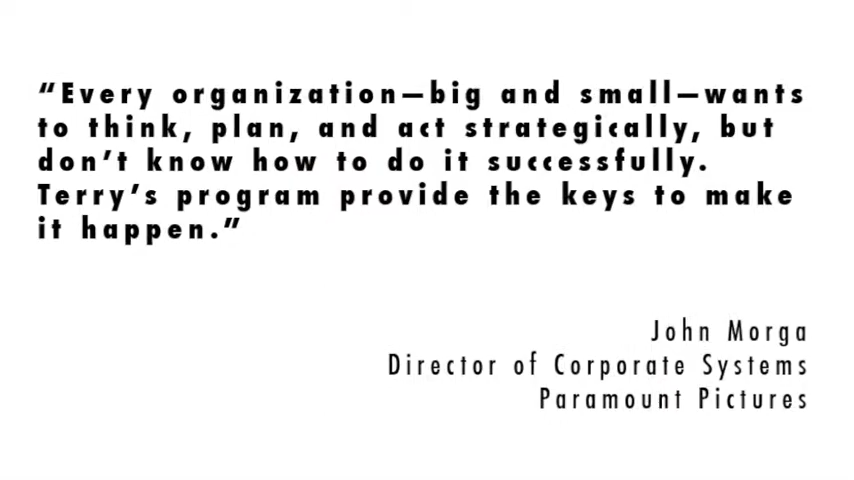 “Every organization—big and small—wants
to think, plan, and act strategically, but
don’t know how to do it successfully.
Terry’s program provide the keys to make
it happen.”
John Morga
Director of Corporate Systems
Paramount Pictures